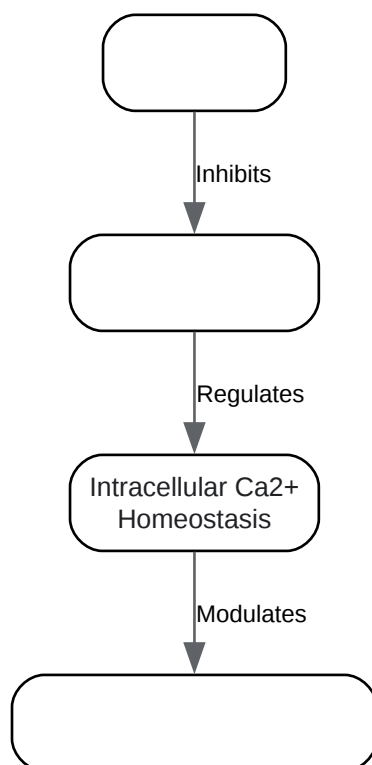 Inhibits
Regulates
Intracellular Ca2+
Homeostasis
Modulates